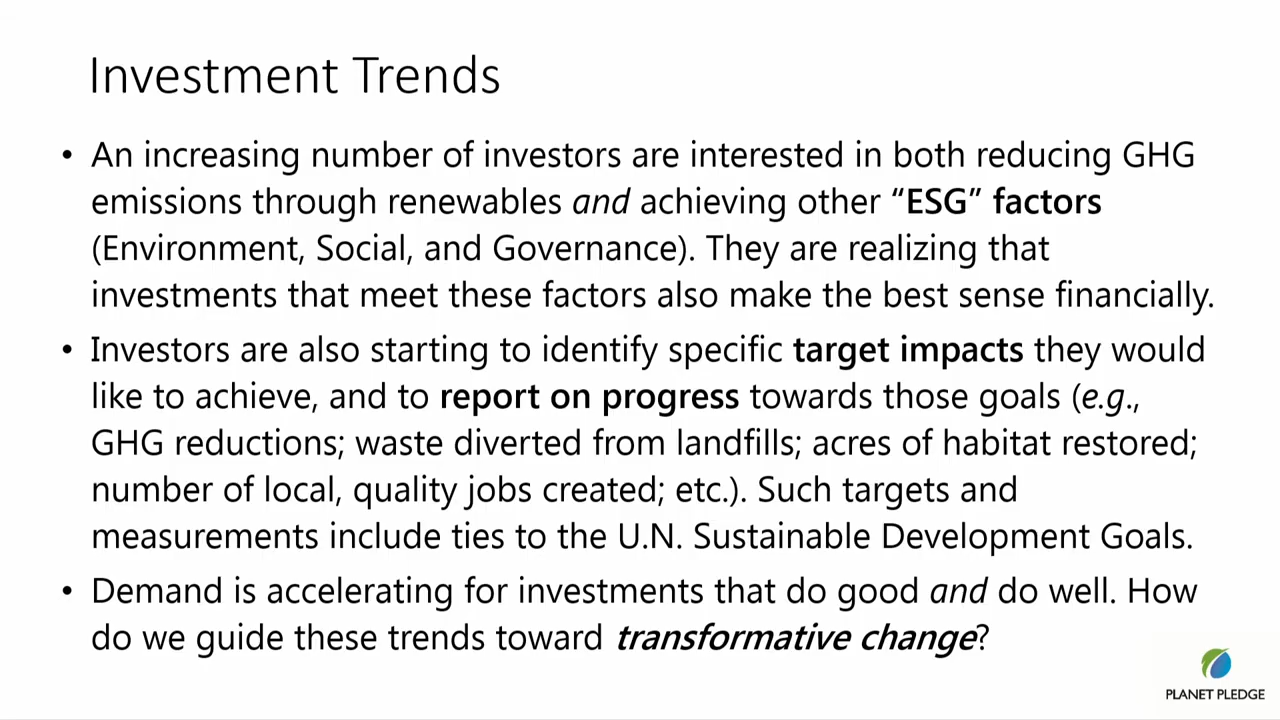 Investment Trends
• An increasing number of investors are interested in both reducing GHG
emissions through renewables and achieving other “ESG” factors
(Environment, Social, and Governance). They are realizing that
investments that meet these factors also make the best sense financially.
• Investors are also starting to identify specific target impacts they would
like to achieve, and to report on progress towards those goals (e.g.,
GHG reductions; waste diverted from landfills; acres of habitat restored;
number of local, quality jobs created; etc.). Such targets and
measurements include ties to the U.N. Sustainable Development Goals.
• Demand is accelerating for investments that do good and do well. How
do we guide these trends toward transformative change?
PLANET PLEDGE